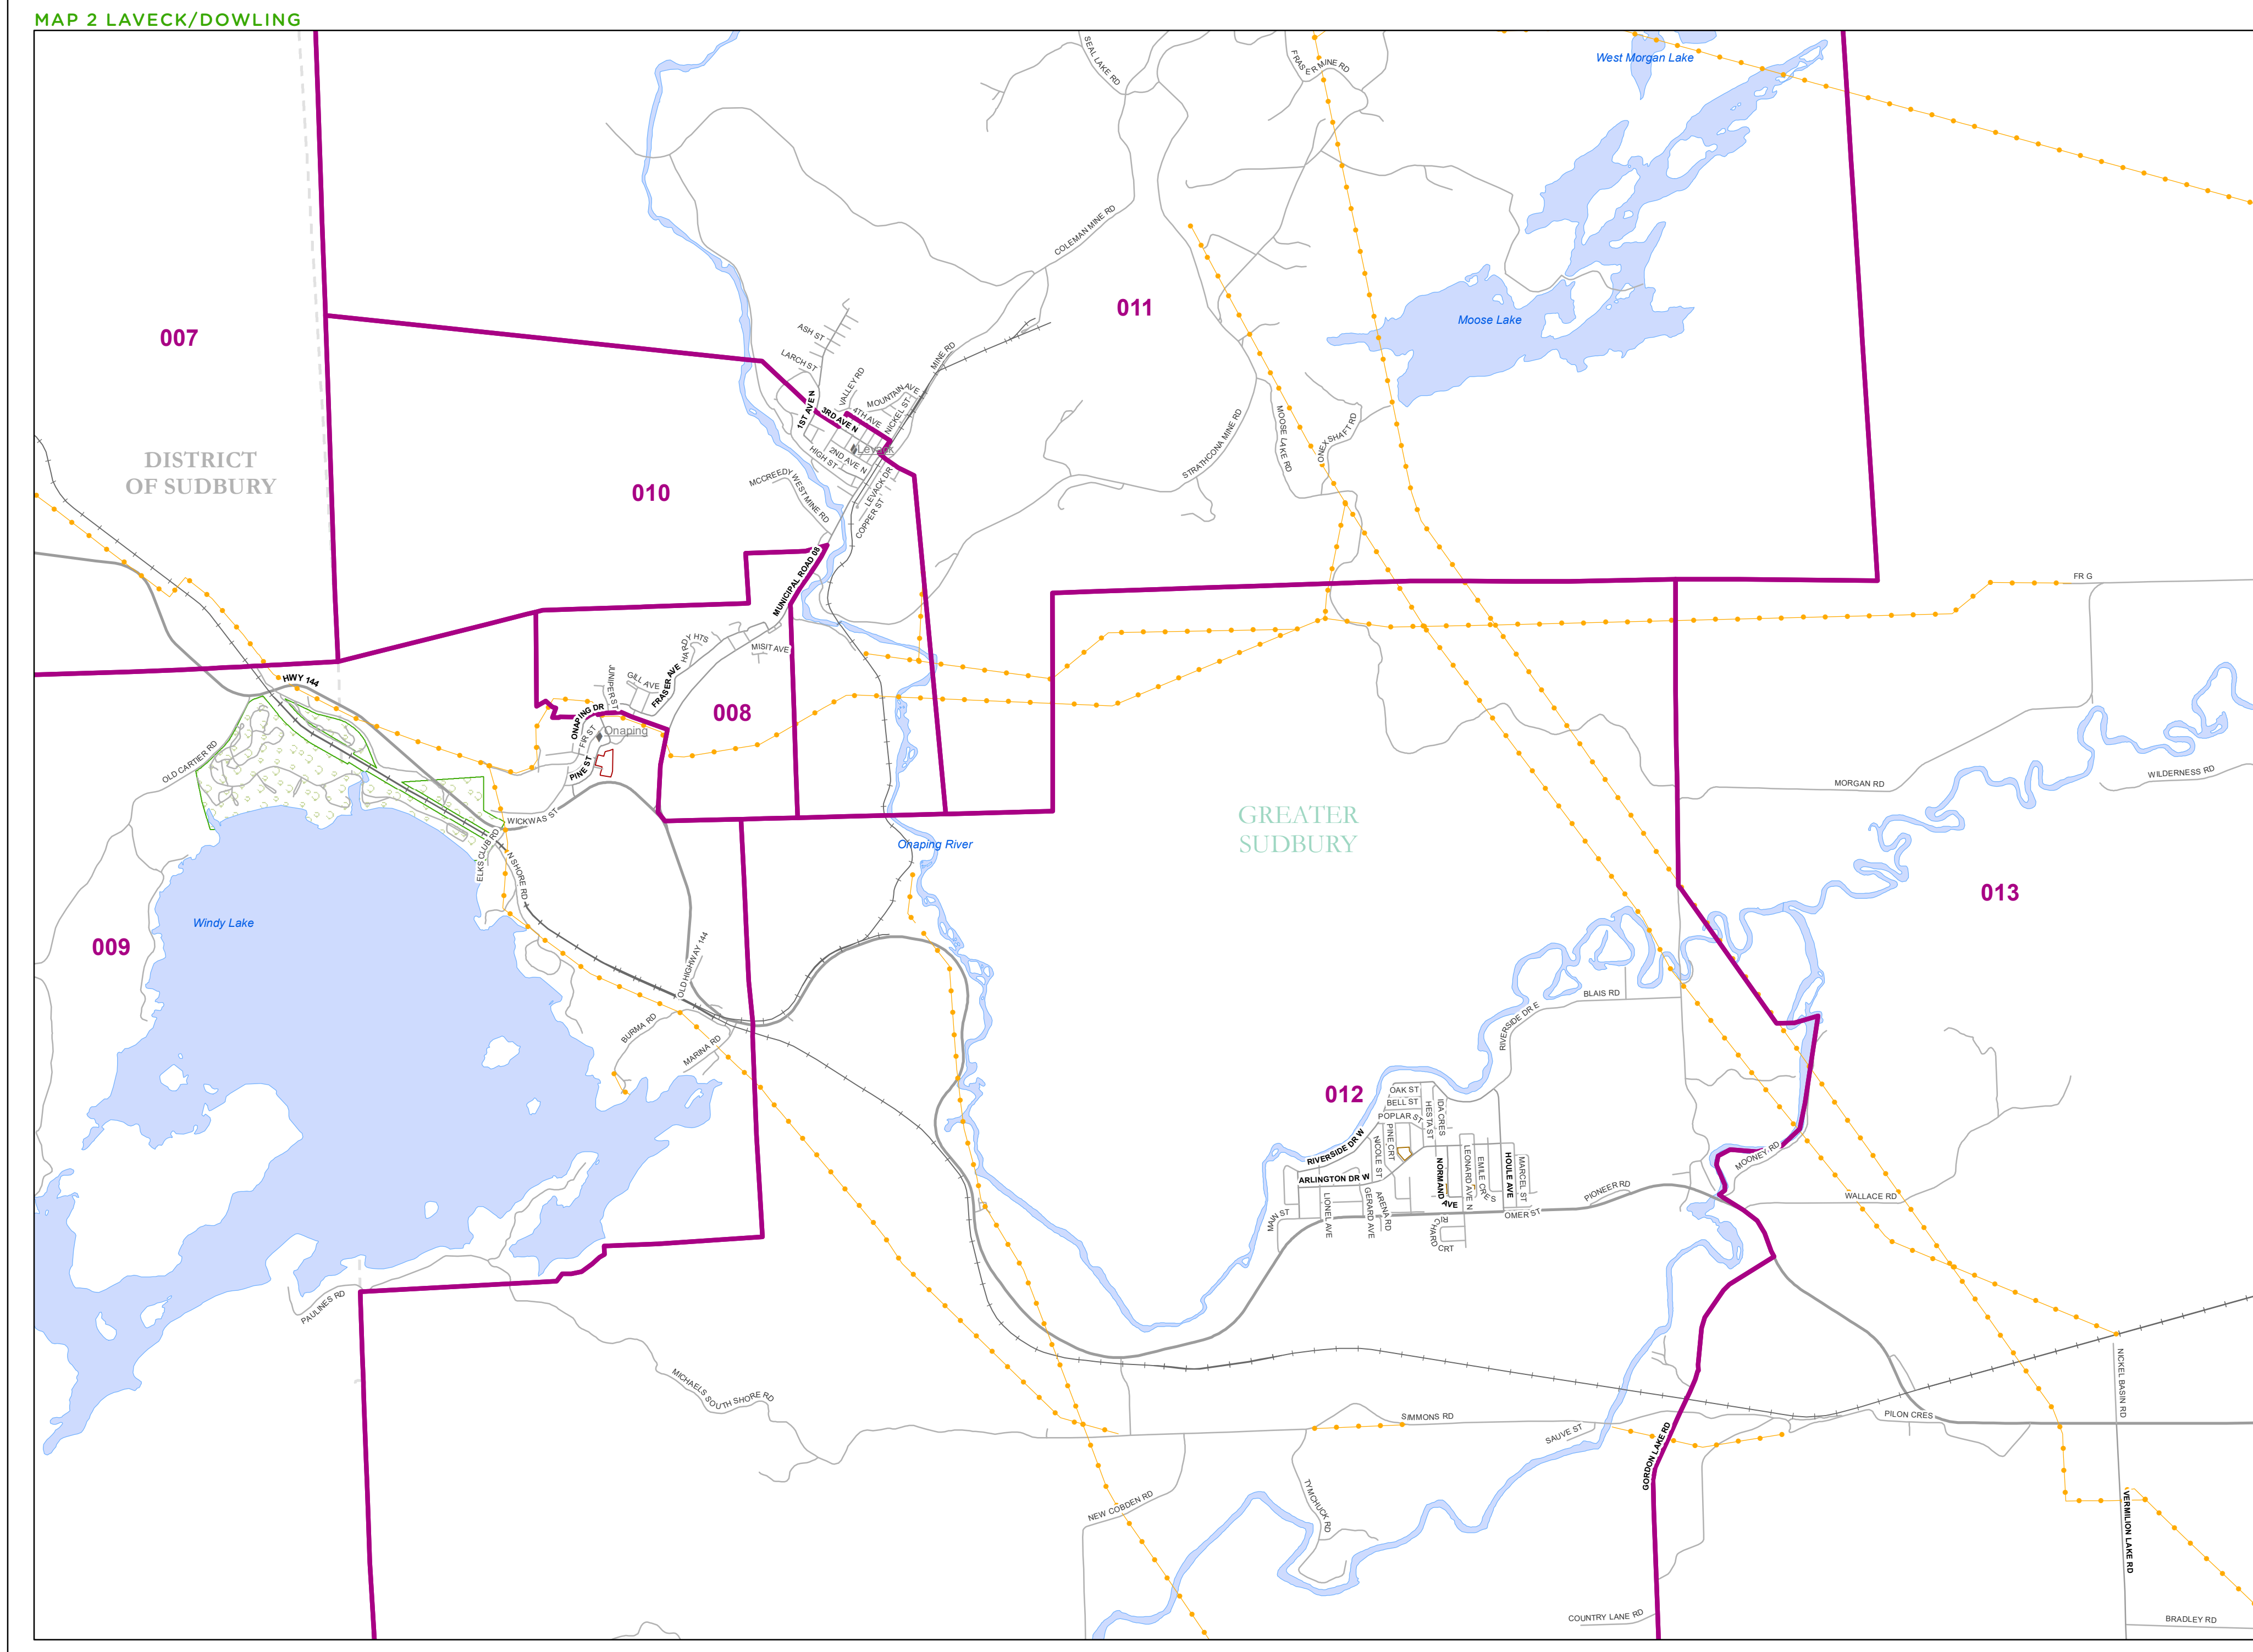 MAP 2 LAVECK/DOWLING
SEAL LAKE RD
FRASER MINE RD
West Morgan Lake
COLEMAN MINE RD
007
011
Moose Lake
ASH ST
LARCH ST
VALLEY RD
MINE RD
MOUNTAIN AVE
1ST AVE N
3RD AVE N
4TH AVE
NICKEL ST
Levack
2ND AVE N
HIGH ST
LEVACK DR
COPPER ST
MCCREEDY WEST MINE RD
MOOSE LAKE RD
STRATHCONA MINE RD
DISTRICT
OF SUDBURY
010
MUNICIPAL ROAD 08
FR G
HARDY HTS
MISIT AVE
JUNIPER ST
GILL AVE
FRASER AVE
HWY 144
008
ONAPING DR
FIR ST
Onaping
PINE ST
OLD CARTIER RD
WICKWAS ST
ELKS CLUB RD
N SHORE RD
MORGAN RD
WILDERNESS RD
GREATER
SUDBURY
Onaping River
013
Windy Lake
009
OLD HIGHWAY 144
BLAIS RD
RIVERSIDE DR E
BURMA RD
MARINA RD
012
OAK ST
BELL ST
POPLAR ST
HESTA ST
IDA CRES
PINE CRT
NICOLE ST
RIVERSIDE DR W
ARLINGTON DR W
NORMAND AVE
LEONARD AVE N
EMILE CRES
HOULE AVE
MARCEL ST
MOONEY RD
PIONEER RD
WALLACE RD
MAIN ST
LIONEL AVE
GERARD AVE
ARENA RD
OMER ST
RICHARD CRT
PAULINES RD
MICHAELS SOUTH SHORE RD
NICKEL BASIN RD
SIMMONS RD
SAUVE ST
PILON CRES
GORDON LAKE RD
TYMCHUCK RD
NEW COBDEN RD
VERMILION LAKE RD
COUNTRY LANE RD
BRADLEY RD